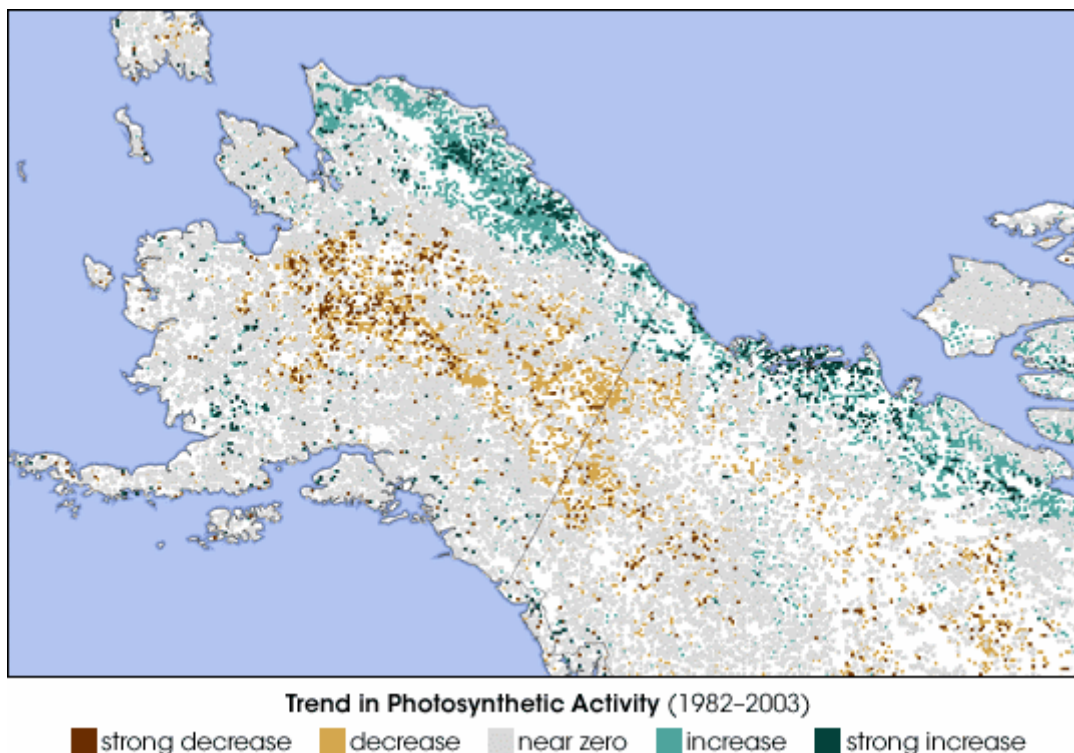 Trend in Photosynthetic Activity (1982–2003)
strong decrease decrease near zero increase strong increase